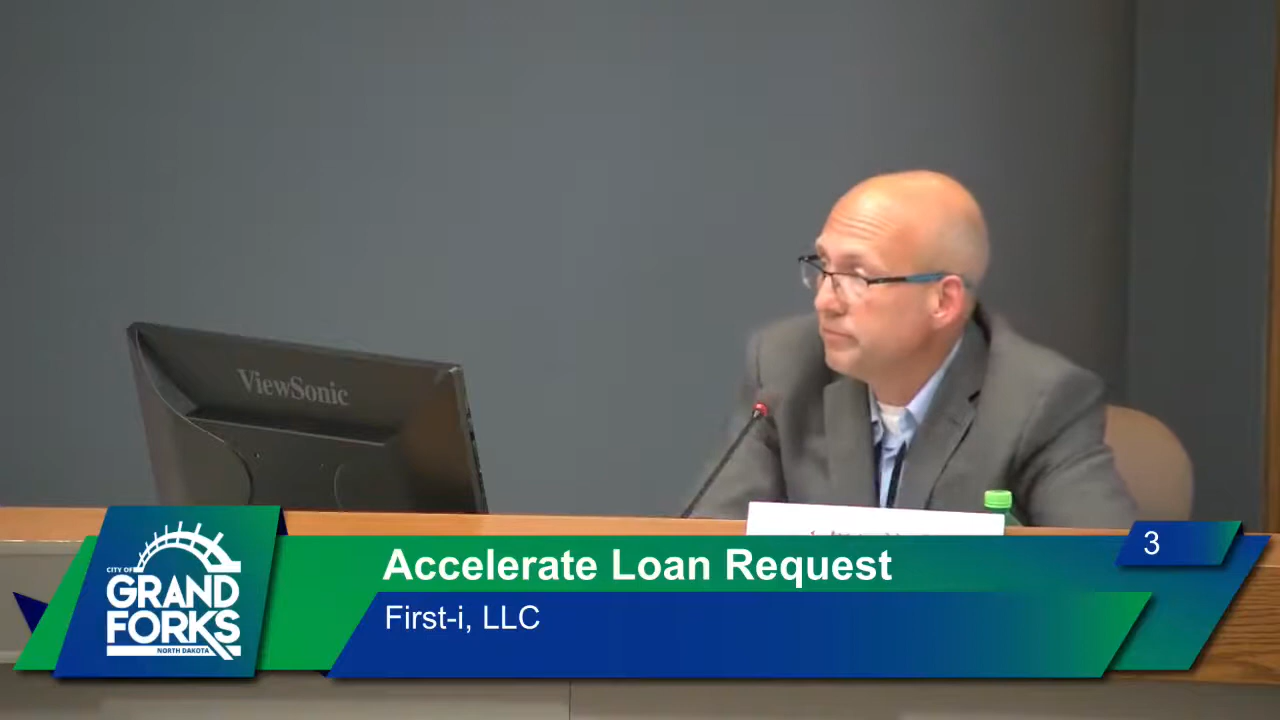 ViewSonic
Accelerate Loan Request
3
First-i, LLC
CITY OF
GRAND
FORKS
NORTH DAKOTA